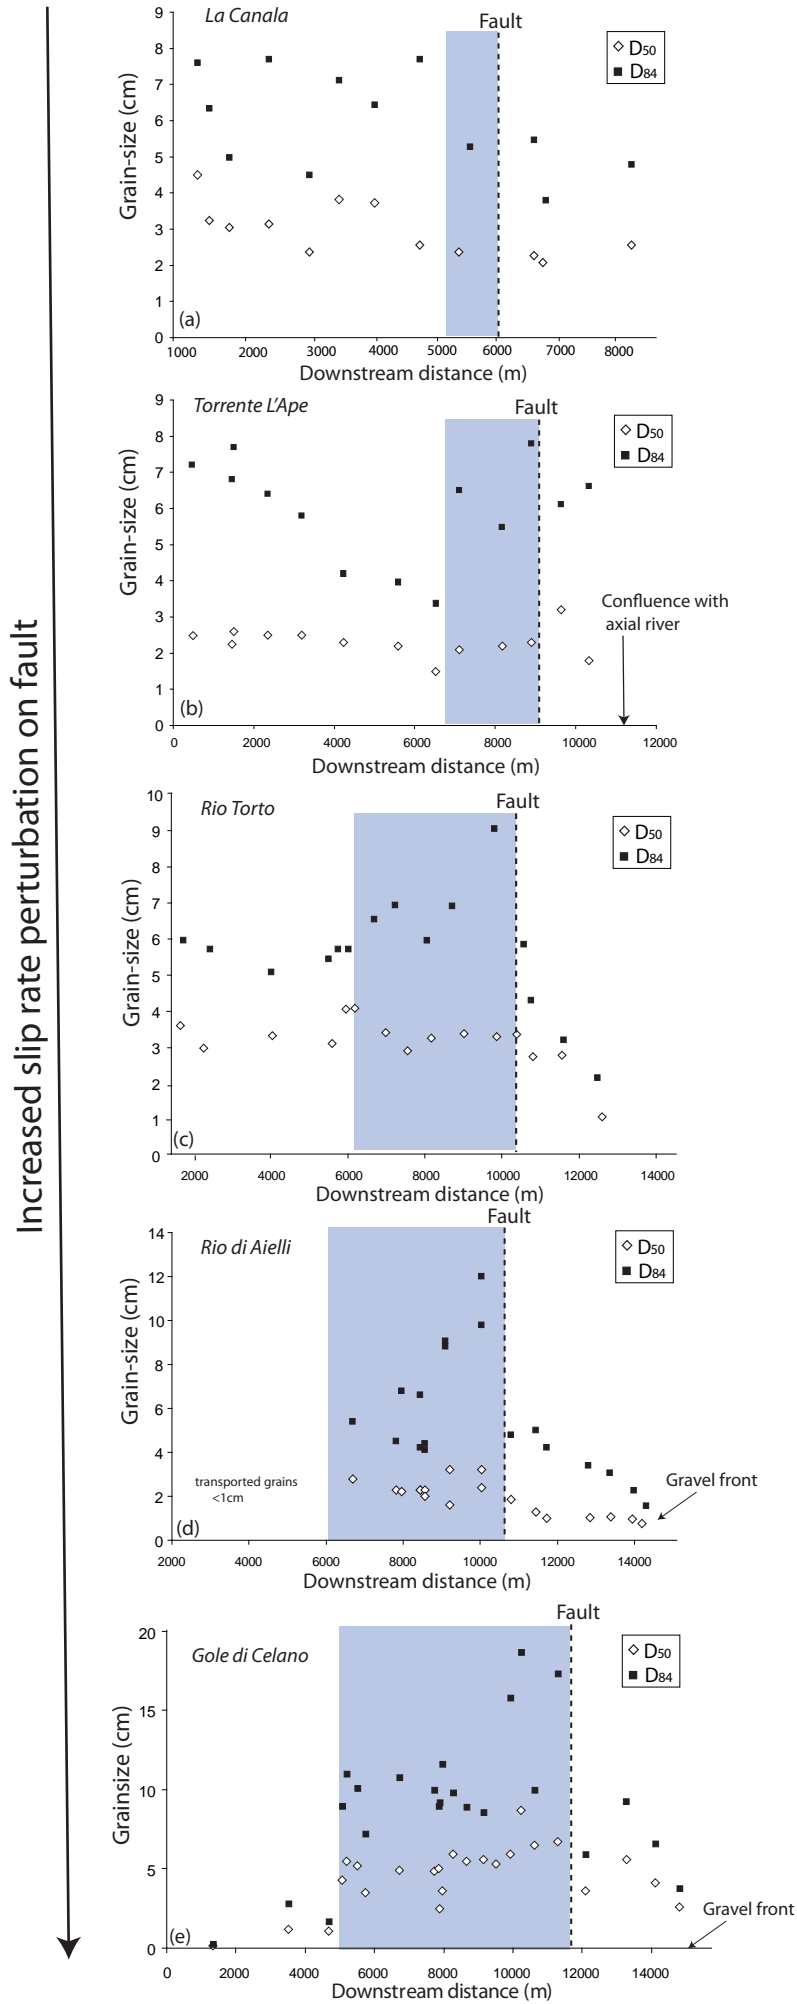 Increased slip rate perturbation on fault
La Canala
Fault
D50
D84
Grain-size (cm)
9
8
7
6
5
4
3
2
1
0
(a)
1000 2000 3000 4000 5000 6000 7000 8000
Downstream distance (m)
Torrente L'Ape
Fault
D50
D84
Grain-size (cm)
9
8
7
6
5
4
3
2
1
0
Confluence with
axial river
(b)
0 2000 4000 6000 8000 10000 12000
Downstream distance (m)
Rio Torto
Fault
D50
D84
Grain-size (cm)
10
9
8
7
6
5
4
3
2
1
0
(c)
2000 4000 6000 8000 10000 12000 14000
Downstream distance (m)
Fault
Rio di Aielli
D50
D84
Grain-size (cm)
14
12
10
8
6
4
2
0
transported grains
<1cm
Gravel front
(d)
2000 4000 6000 8000 10000 12000 14000
Downstream distance (m)
Fault
Gole di Celano
D50
D84
Grainsize (cm)
20
15
10
5
0
Gravel front
(e)
0 2000 4000 6000 8000 10000 12000 14000
Downstream distance (m)